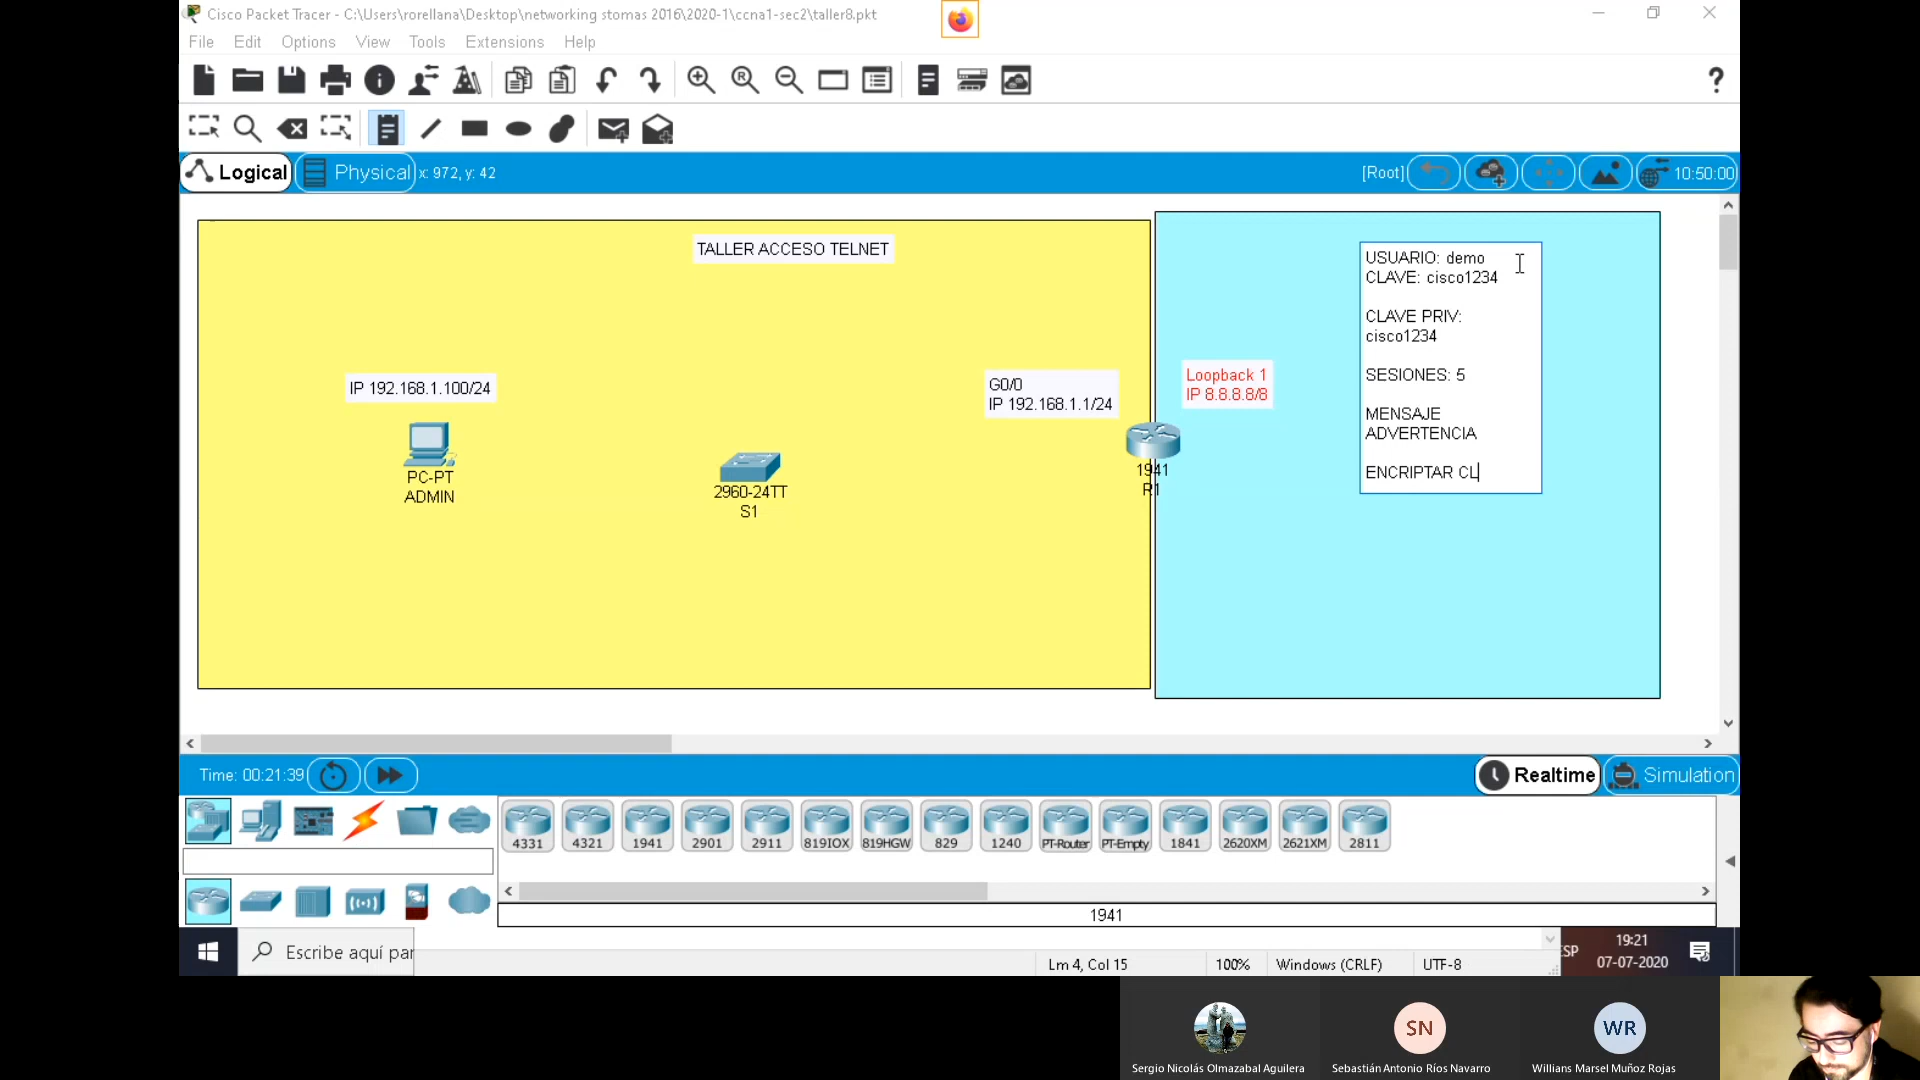 Cisco Packet Tracer - C:\Users\rorellana\Desktop\networking stomas 2016\2020-1\ccna1-sec2\taller8.pkt
File Edit Options View Tools Extensions Help
Logical Physical x: 972, y: 42 [Root] 10:50:00
TALLER ACCESO TELNET
IP 192.168.1.100/24
PC-PT
ADMIN
2960-24TT
S1
G0/0
IP 192.168.1.1/24
1941
R1
Loopback 1
IP 8.8.8.8/8
USUARIO: demo
CLAVE: cisco1234
CLAVE PRIV:
cisco1234
SESIONES: 5
MENSAJE
ADVERTENCIA
ENCRIPTAR CL
Time: 00:21:39 Realtime Simulation
4331 4321 1941 2901 2911 819IOX 819HGW 829 1240 PT-Router PT-Empty 1841 2620XM 2621XM 2811
1941
Escribe aquí par
Lm 4, Col 15 100% Windows (CRLF) UTF-8
ESP 19:21
07-07-2020
SN WR
Sergio Nicolás Olmazabal Aguilera Sebastián Antonio Ríos Navarro Willians Marsel Muñoz Rojas